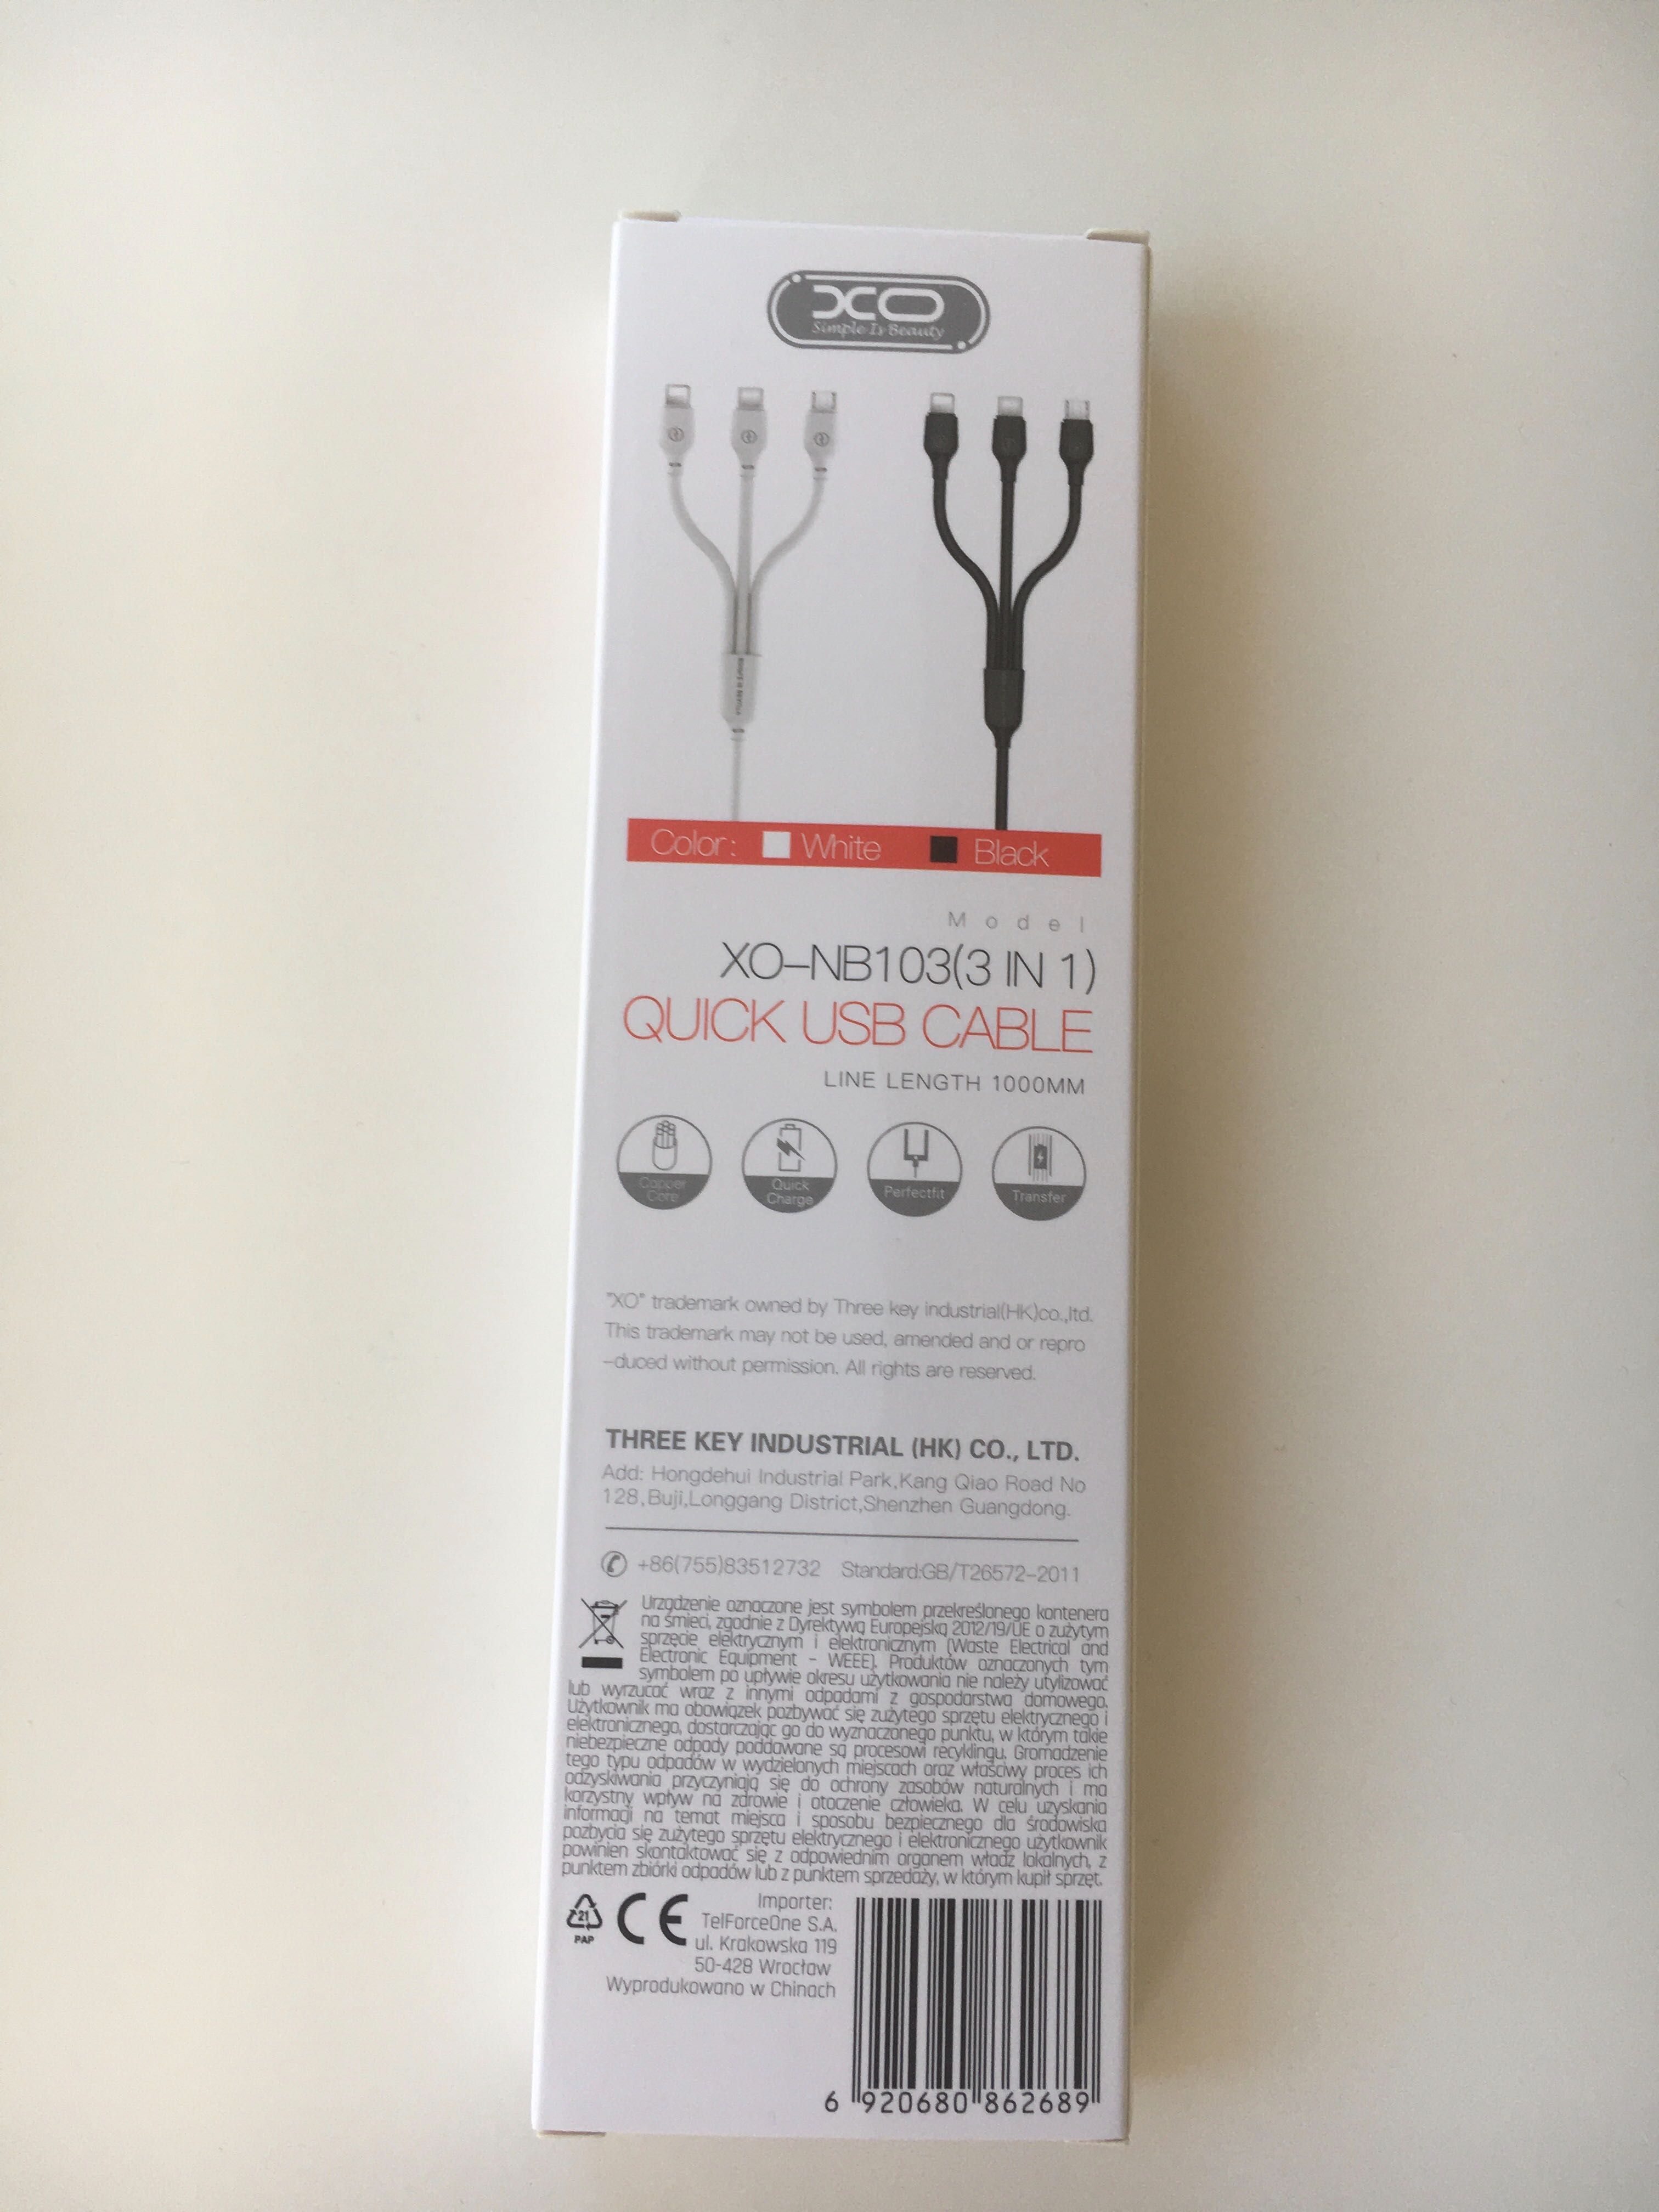 XO
Simple Is Beauty
Color: White Black
Model
XO-NB103(3 IN 1)
QUICK USB CABLE
LINE LENGTH 1000MM
Copper Core
Quick Charge
Perfectfit
Transfer
"XO" trademark owned by Three key industrial(HK)co.,ltd.
This trademark may not be used, amended and or repro
-duced without permission. All rights are reserved.
THREE KEY INDUSTRIAL (HK) CO., LTD.
Add: Hongdehui Industrial Park,Kang Qiao Road No
128,Buji,Longgang District,Shenzhen Guangdong.
+86(755)83512732 Standard:GB/T26572-2011
Urządzenie oznaczone jest symbolem przekreślonego kontenera
na śmieci, zgodnie z Dyrektywą Europejską 2012/19/UE o zużytym
sprzęcie elektrycznym i elektronicznym (Waste Electrical and
Electronic Equipment - WEEE). Produktów oznaczonych tym
symbolem po upływie okresu użytkowania nie należy utylizować
lub wyrzucać wraz z innymi odpadami z gospodarstwa domowego.
Użytkownik ma obowiązek pozbywać się zużytego sprzętu elektrycznego i
elektronicznego, dostarczając go do wyznaczonego punktu, w którym takie
niebezpieczne odpady poddawane są procesowi recyklingu. Gromadzenie
tego typu odpadów w wydzielonych miejscach oraz właściwy proces ich
odzyskiwania przyczyniają się do ochrony zasobów naturalnych i ma
korzystny wpływ na zdrowie i otoczenie człowieka. W celu uzyskania
informacji na temat miejsca i sposobu bezpiecznego dla środowiska
pozbycia się zużytego sprzętu elektrycznego i elektronicznego użytkownik
powinien skontaktować się z odpowiednim organem władz lokalnych, z
punktem zbiórki odpadów lub z punktem sprzedaży, w którym kupił sprzęt.
21
PAP
CE
Importer:
TelForceOne S.A.
ul. Krakowska 119
50-428 Wrocław
Wyprodukowano w Chinach
6 920680 862689